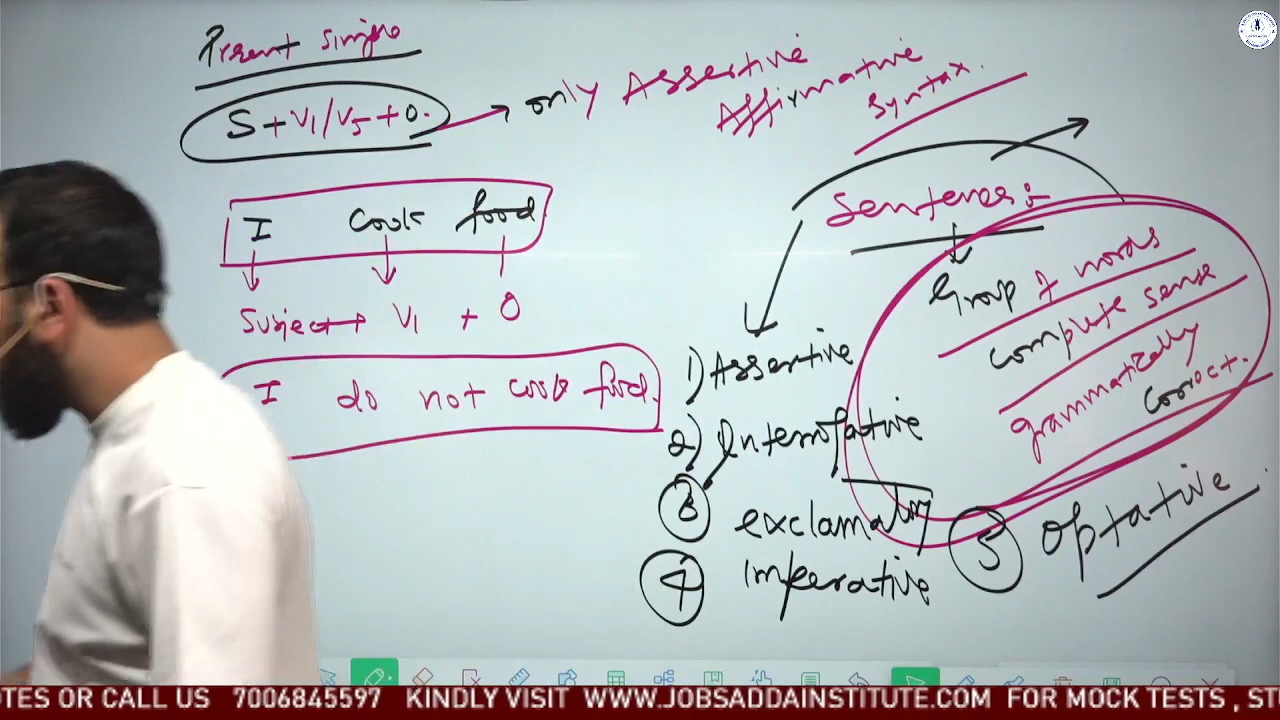 Present Simple
S+V1/V5+O. → only Assertive
Affirmative
Syntax.
I cook food
Subject → V1 + O
I do not cook food.
Sentences:
Group of words
complete sense
grammatically
correct.
1) Assertive
2) Interrogative
3 exclamatory
4 Imperative
5 Optative
OTES OR CALL US 7006845597 KINDLY VISIT WWW.JOBSADDAINSTITUTE.COM FOR MOCK TESTS , ST